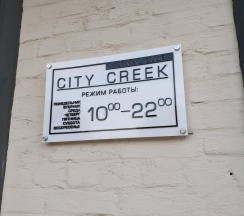 CITY CREEK
РЕЖИМ РАБОТЫ:
ПОНЕДЕЛЬНИК
ВТОРНИК
СРЕДА
ЧЕТВЕРГ
ПЯТНИЦА
СУББОТА
ВОСКРЕСЕНЬЕ
10⁰⁰–22⁰⁰